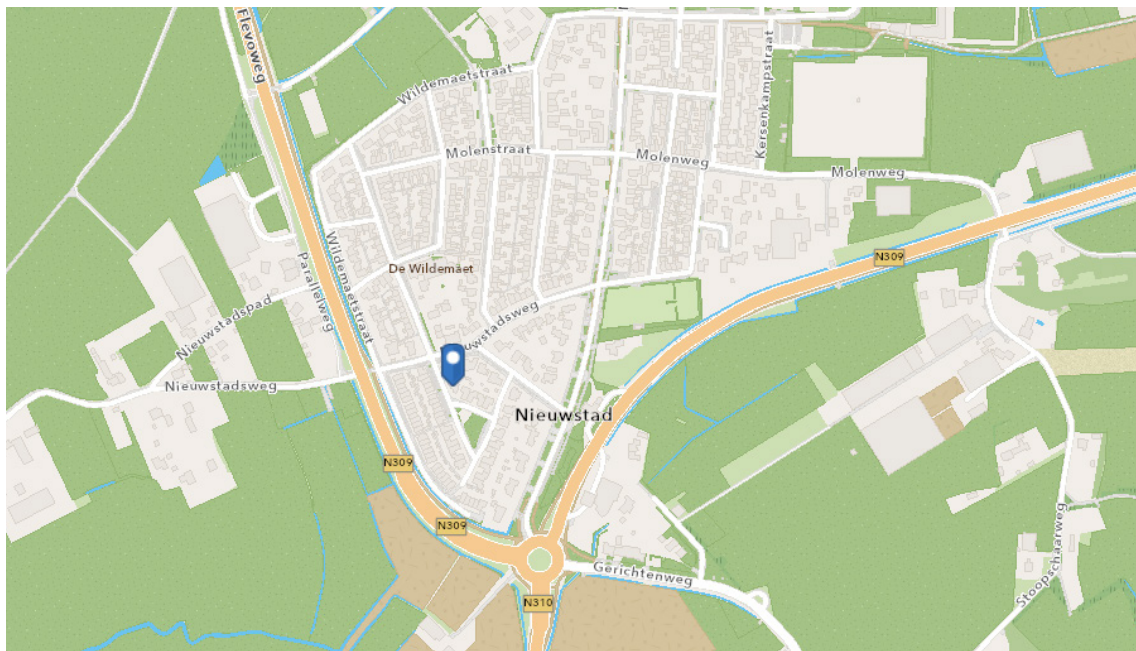 Flevoweg
Wildemaetstraat
Kersenkampstraat
Molenstraat
Molenweg
Molenweg
Wildemaetstraat
Parallelweg
De Wildemaet
N309
Nieuwstadspad
uwstadsweg
Nieuwstadsweg
Nieuwstad
N309
N309
Gerichtenweg
Stoopschaarweg
N310